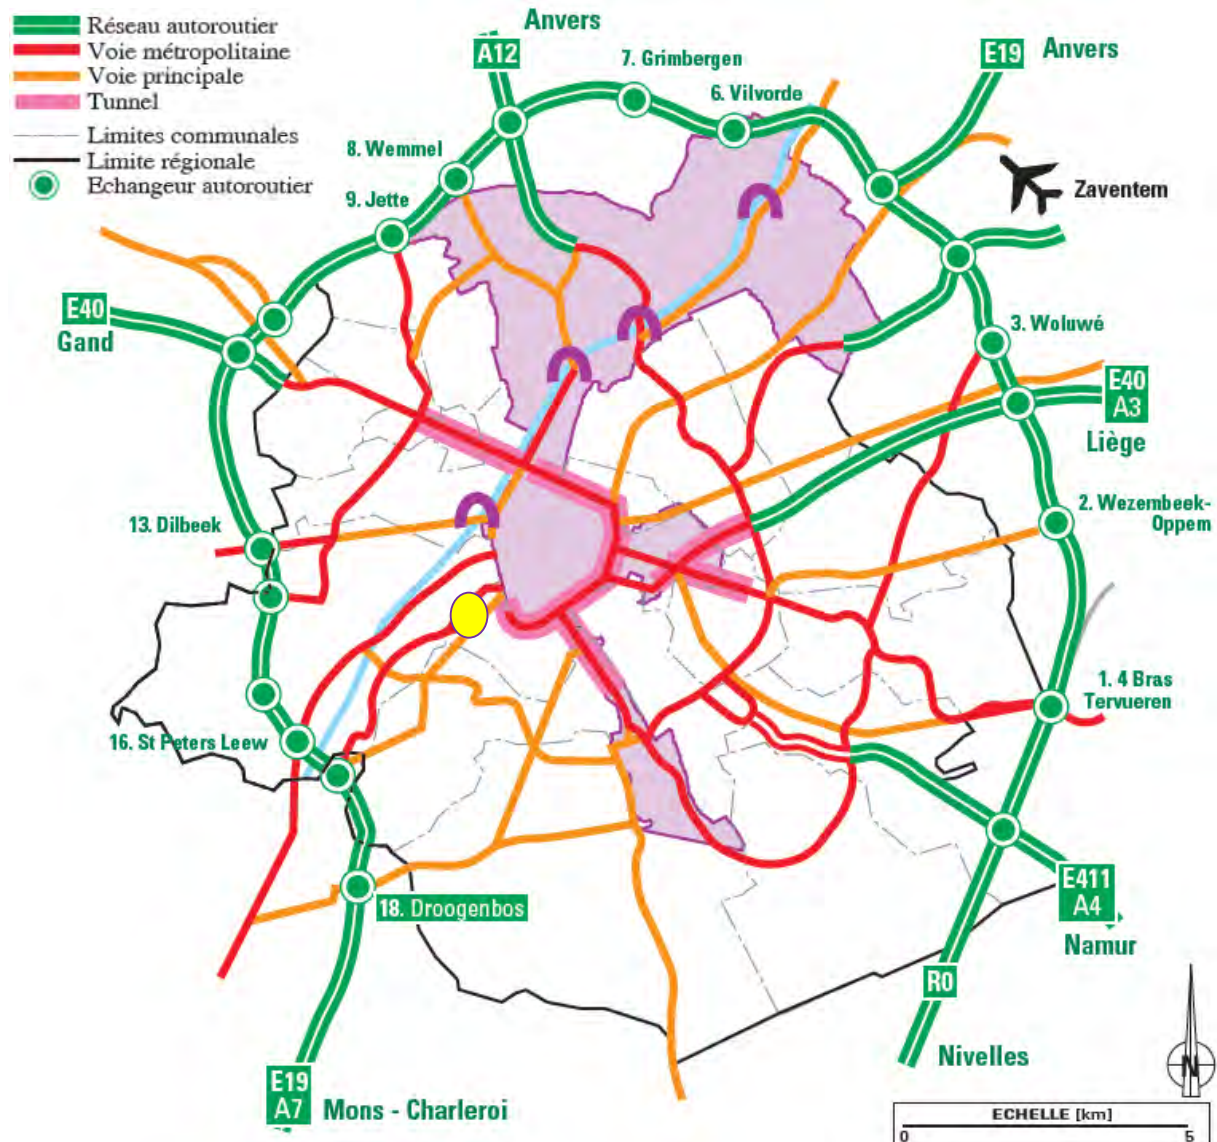 Réseau autoroutier
Voie métropolitaine
Voie principale
Tunnel
Limites communales
Limite régionale
Echangeur autoroutier
Anvers
A12
7. Grimbergen
6. Vilvorde
E19
Anvers
8. Wemmel
9. Jette
Zaventem
E40
Gand
3. Woluwé
E40
A3
Liège
13. Dilbeek
2. Wezembeek-
Oppem
1. 4 Bras
Tervueren
16. St Peters Leew
18. Droogenbos
E411
A4
Namur
R0
Nivelles
E19
A7
Mons - Charleroi
N
ECHELLE [km]
0 5